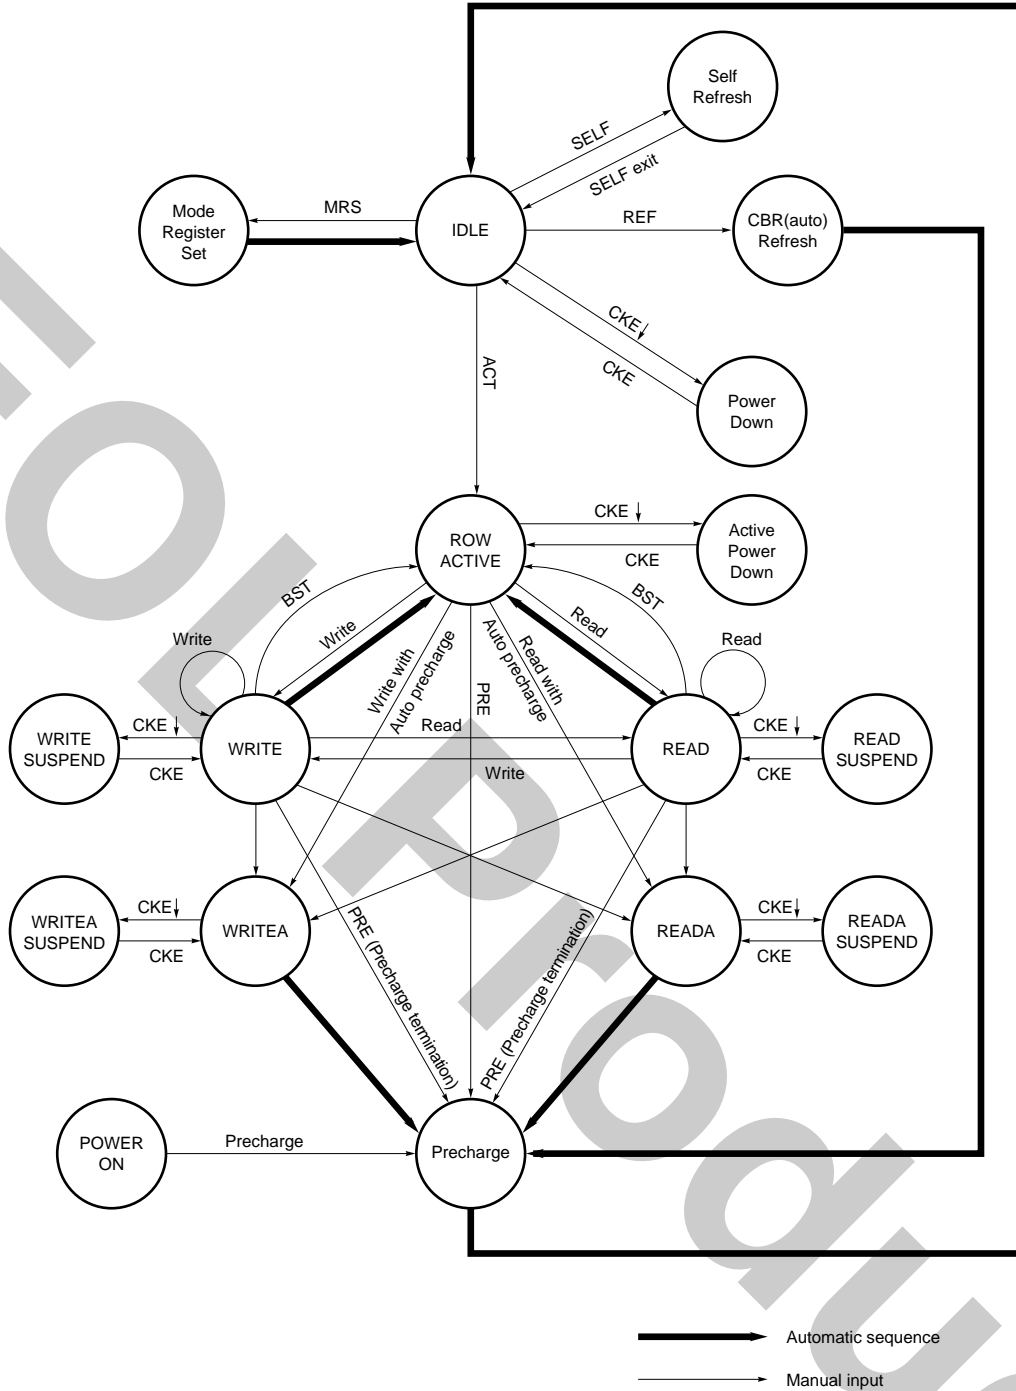 Self
Refresh
SELF
SELF exit
Mode
Register
Set
MRS
IDLE
REF
CBR(auto)
Refresh
CKE↓
CKE
Power
Down
ACT
ROW
ACTIVE
CKE ↓
CKE
Active
Power
Down
BST
BST
Write
Read
Write
Read
Write with
Auto precharge
Read with
Auto precharge
PRE
WRITE
SUSPEND
CKE ↓
CKE
WRITE
Read
Write
READ
CKE ↓
CKE
READ
SUSPEND
WRITEA
SUSPEND
CKE↓
CKE
WRITEA
PRE (Precharge termination)
PRE (Precharge termination)
READA
CKE↓
CKE
READA
SUSPEND
POWER
ON
Precharge
Precharge
Automatic sequence
Manual input
EOL Produc